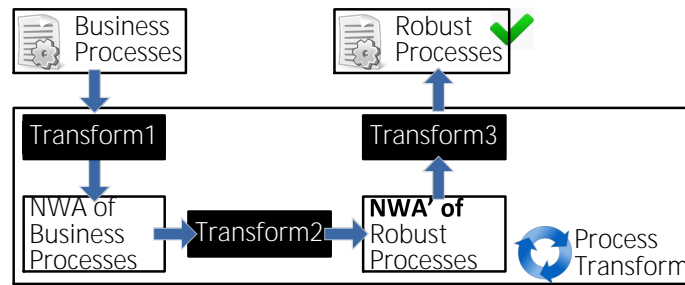 Business
Processes
Robust
Processes
Transform1
Transform3
NWA of
Business
Processes
Transform2
NWA' of
Robust
Processes
Process
Transform